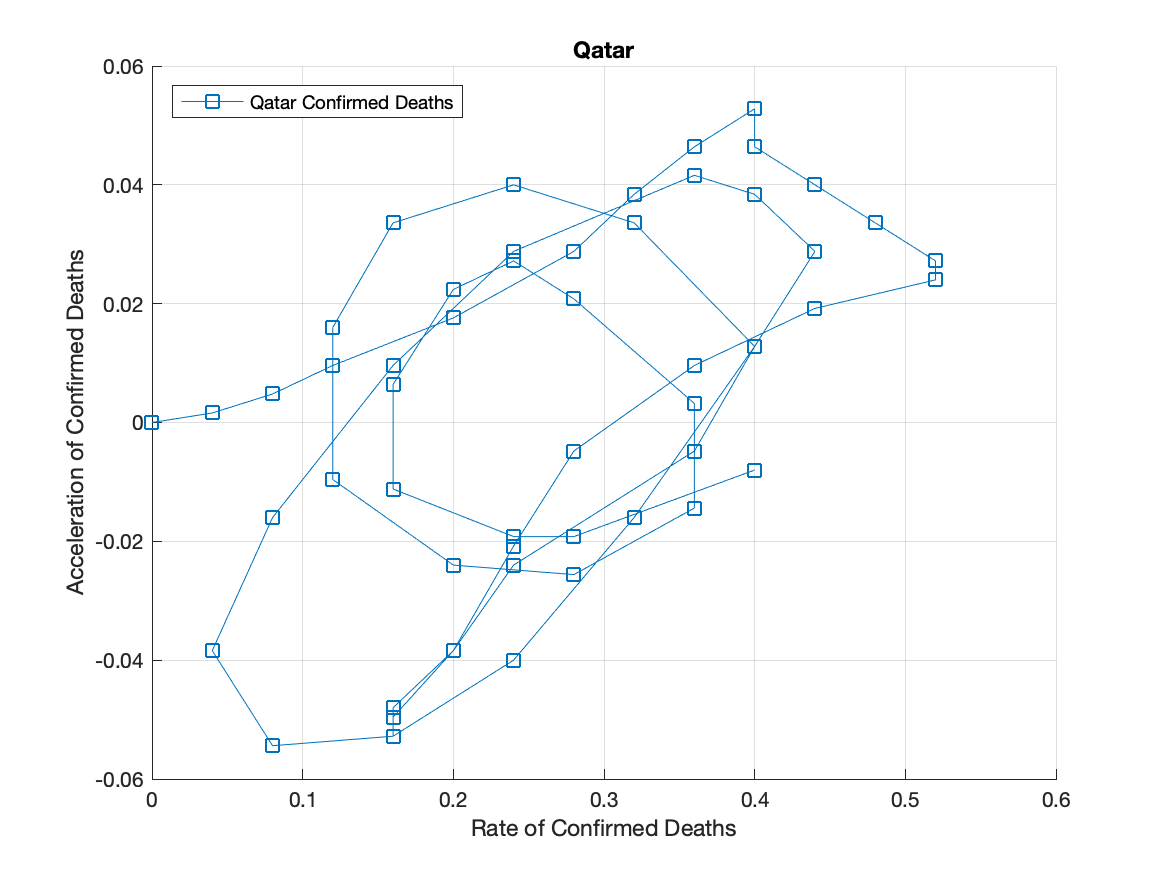 Qatar
Qatar Confirmed Deaths
0.06
0.04
0.02
0
-0.02
-0.04
-0.06
Acceleration of Confirmed Deaths
0 0.1 0.2 0.3 0.4 0.5 0.6
Rate of Confirmed Deaths